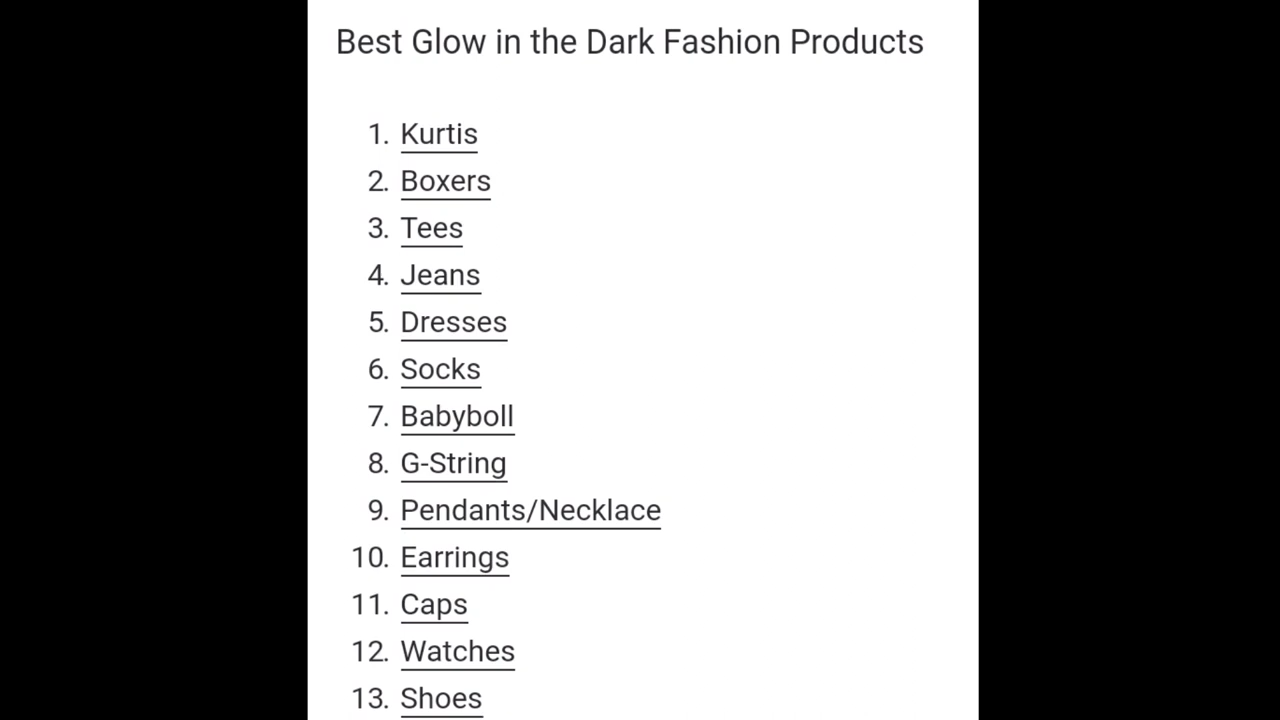 Best Glow in the Dark Fashion Products
1. Kurtis
2. Boxers
3. Tees
4. Jeans
5. Dresses
6. Socks
7. Babyboll
8. G-String
9. Pendants/Necklace
10. Earrings
11. Caps
12. Watches
13. Shoes